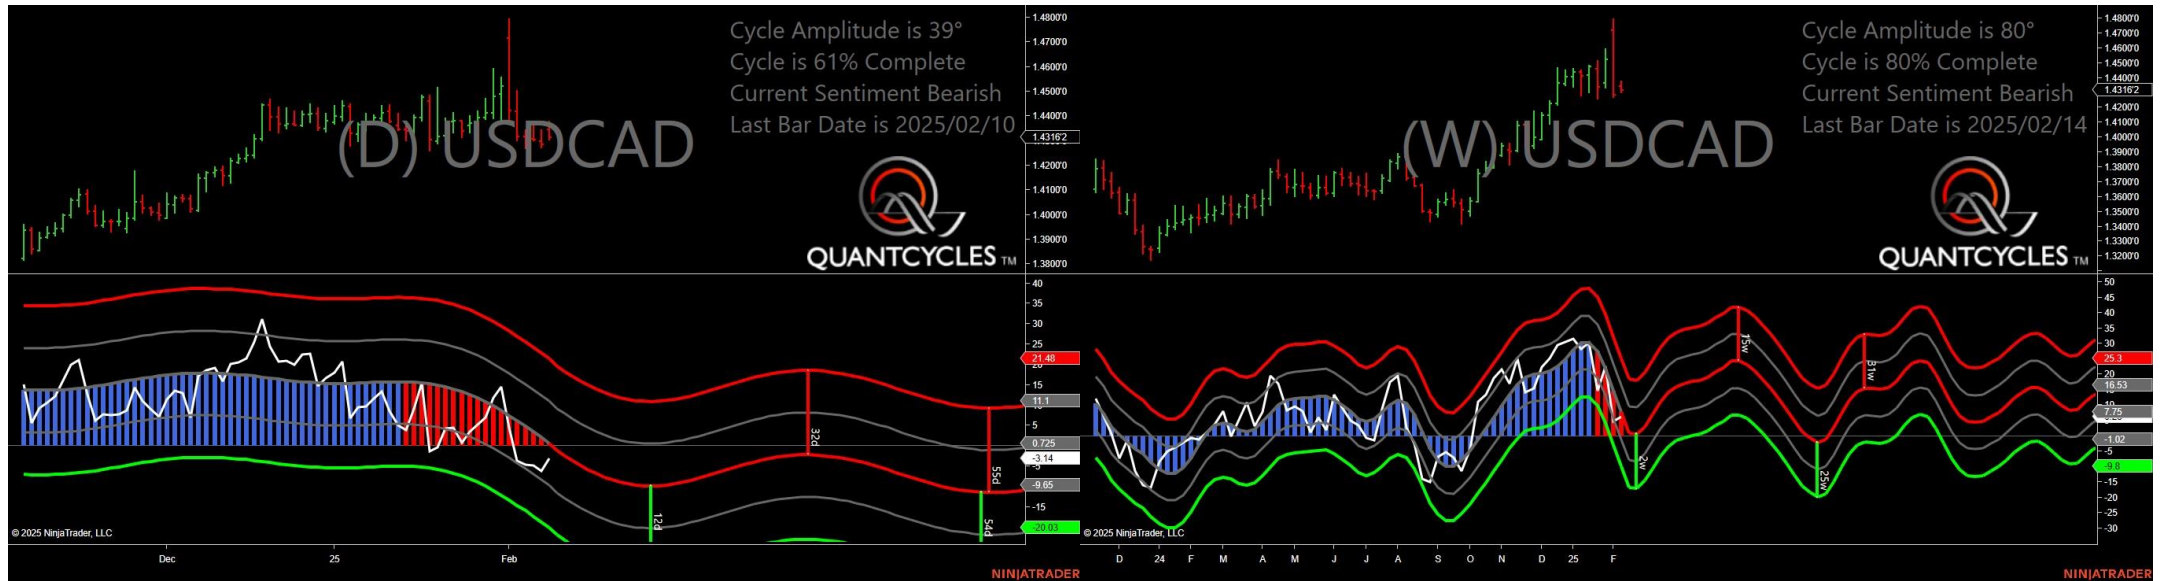 Cycle Amplitude is 39°
Cycle is 61% Complete
Current Sentiment Bearish
Last Bar Date is 2025/02/10
(D) USDCAD
QUANTCYCLES TM
1.4800'0
1.4700'0
1.4600'0
1.4500'0
1.4400'0
1.4316'2
1.4200'0
1.4100'0
1.4000'0
1.3900'0
1.3800'0
40
35
30
25
21.48
20
15
11.1
5
0.725
-3.14
-9.65
-15
-20.03
12d
32d
54d
55d
© 2025 NinjaTrader, LLC
Dec
25
Feb
NINJATRADER
Cycle Amplitude is 80°
Cycle is 80% Complete
Current Sentiment Bearish
Last Bar Date is 2025/02/14
(W) USDCAD
QUANTCYCLES TM
1.4800'0
1.4700'0
1.4600'0
1.4500'0
1.4400'0
1.4316'2
1.4200'0
1.4100'0
1.4000'0
1.3900'0
1.3800'0
1.3700'0
1.3600'0
1.3500'0
1.3400'0
1.3300'0
1.3200'0
50
45
40
35
30
25.3
20
16.53
7.75
-1.02
-5
-9.8
-15
-20
-25
-30
2w
15w
25w
31w
© 2025 NinjaTrader, LLC
D
24
F
M
A
M
J
J
A
S
O
N
D
25
F
NINJATRADER